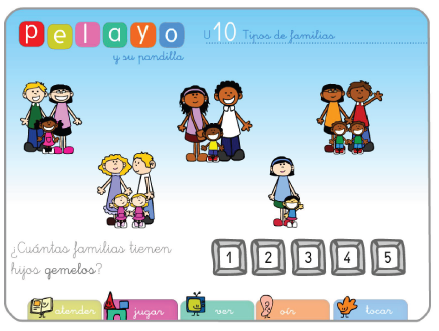 pelayo
y su pandilla
U10 Tipos de familias
¿Cuántas familias tienen
hijos gemelos?
1 2 3 4 5
atender jugar ver oír tocar